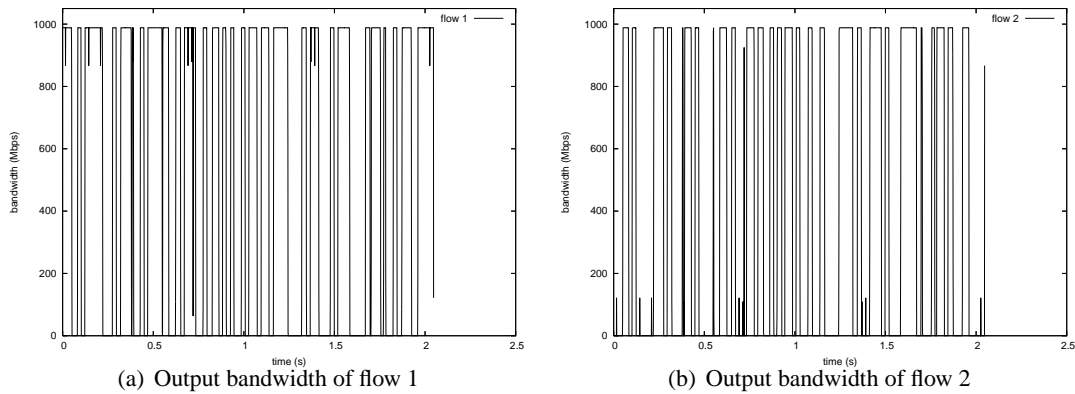 flow 1
1000
800
600
400
200
0
bandwidth (Mbps)
0 0.5 1 1.5 2 2.5
time (s)
(a) Output bandwidth of flow 1
flow 2
1000
800
600
400
200
0
bandwidth (Mbps)
0 0.5 1 1.5 2 2.5
time (s)
(b) Output bandwidth of flow 2